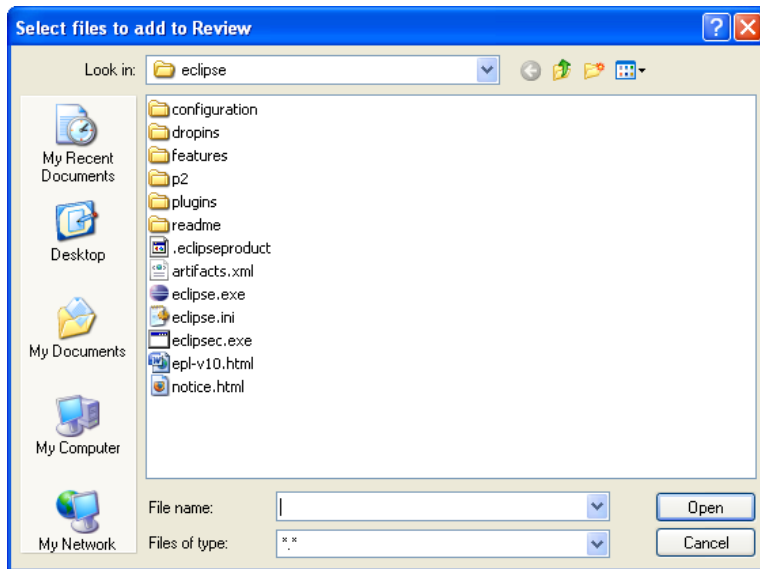 Select files to add to Review
Look in: eclipse
My Recent
Documents
Desktop
My Documents
My Computer
My Network
configuration
dropins
features
p2
plugins
readme
.eclipseproduct
artifacts.xml
eclipse.exe
eclipse.ini
eclipsec.exe
epl-v10.html
notice.html
File name: Open
Files of type: *.* Cancel